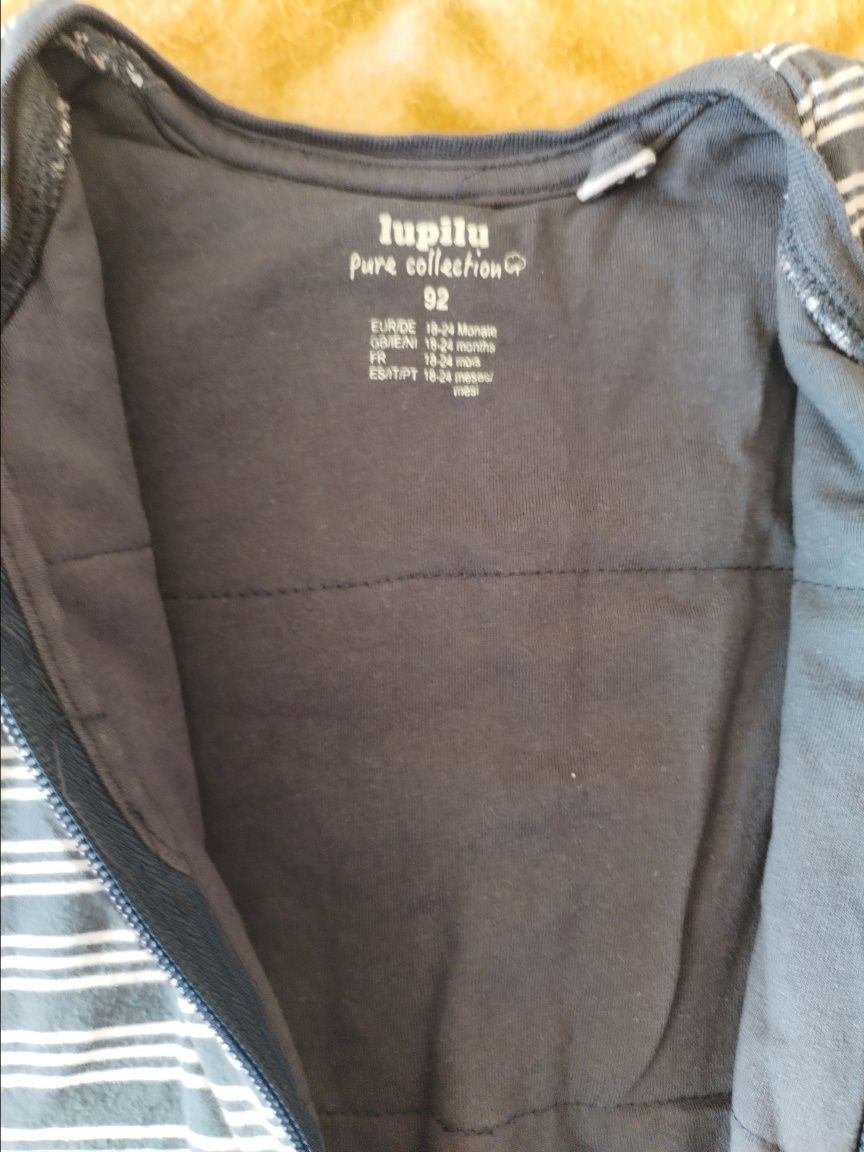 lupilu
pure collection
92
EUR/DE 18-24 Monate
GB/IE/NI 18-24 months
FR 18-24 mois
ES/IT/PT 18-24 meses/
mesi